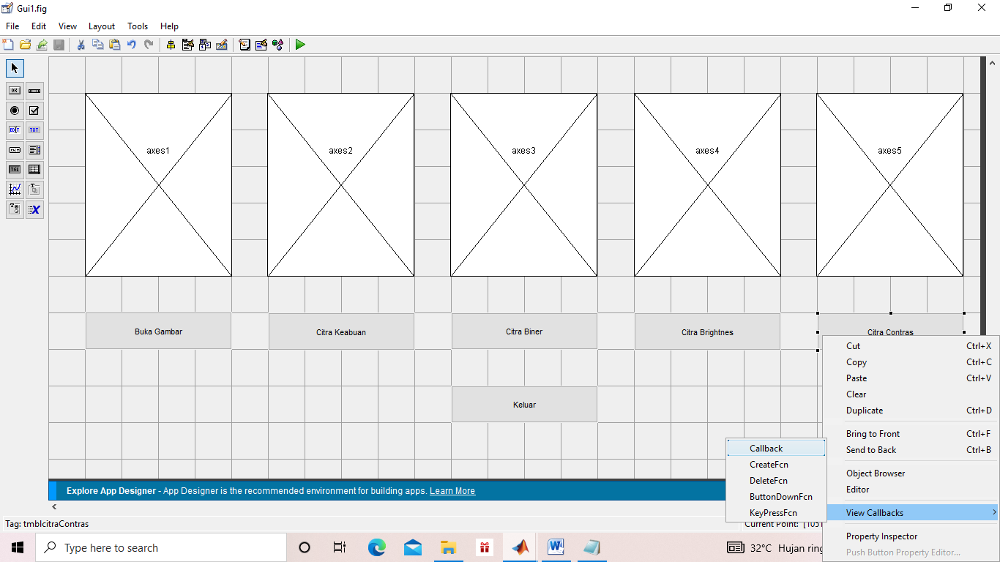 Gui1.fig
File Edit View Layout Tools Help
OK
EDIT TXT
TGL
axes1 axes2 axes3 axes4 axes5
Buka Gambar Citra Keabuan Citra Biner Citra Brightnes Citra Contras
Keluar
Cut Ctrl+X
Copy Ctrl+C
Paste Ctrl+V
Clear
Duplicate Ctrl+D
Bring to Front Ctrl+F
Send to Back Ctrl+B
Object Browser
Editor
View Callbacks
Property Inspector
Push Button Property Editor...
Callback
CreateFcn
DeleteFcn
ButtonDownFcn
KeyPressFcn
Explore App Designer - App Designer is the recommended environment for building apps. Learn More
Tag: tmblcitraContras
Current Point: [1051
Type here to search
32°C Hujan ring